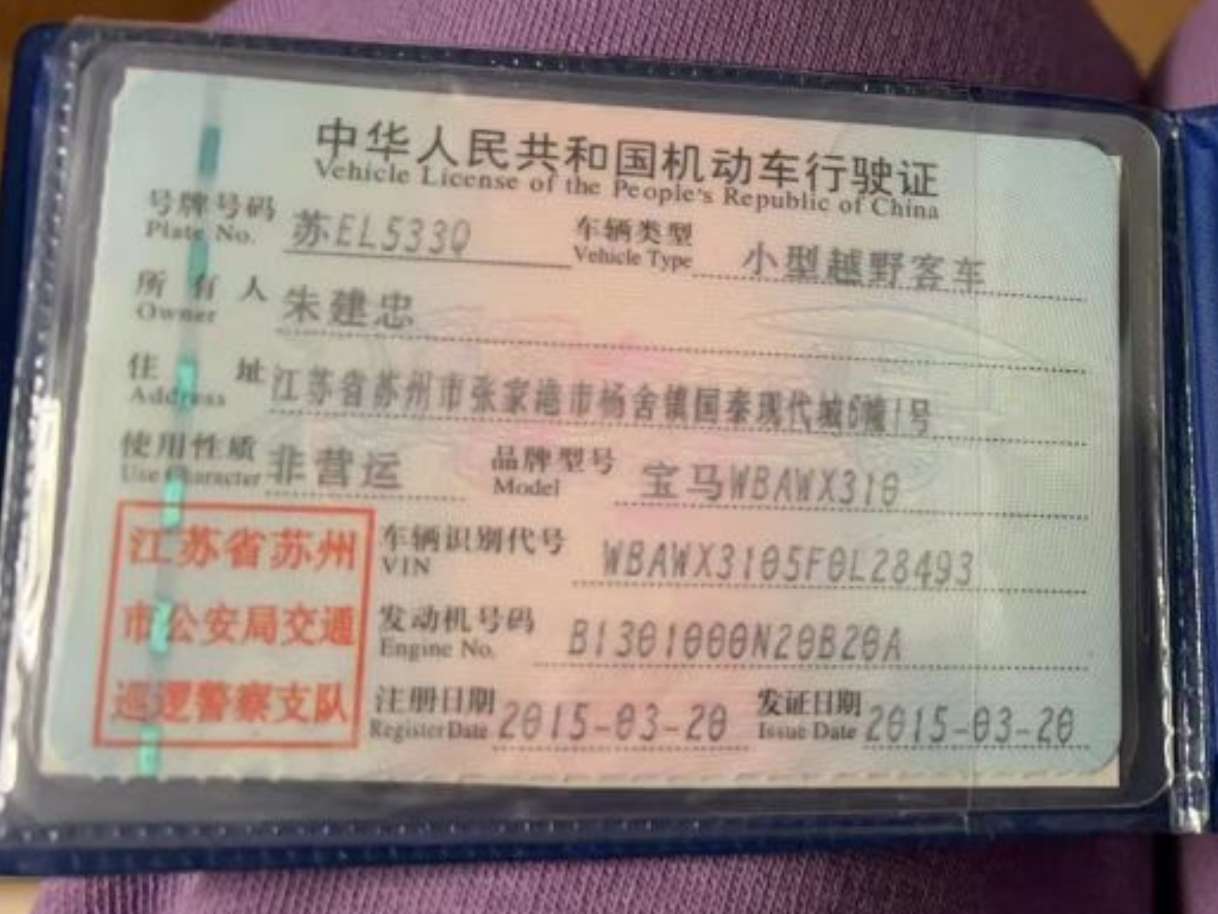 中华人民共和国机动车行驶证
Vehicle License of the People's Republic of China
号牌号码 苏EL533Q 车辆类型 小型越野客车
Plate No. Vehicle Type
所有人 朱建忠
Owner
住址 江苏省苏州市张家港市杨舍镇国泰现代城6幢1号
Address
使用性质 非营运 品牌型号 宝马WBAWX310
Use Character Model
江苏省苏州
市公安局交通
巡逻警察支队
车辆识别代号 WBAWX3105F0L28493
VIN
发动机号码 B1301000N20B20A
Engine No.
注册日期 2015-03-20 发证日期 2015-03-20
Register Date Issue Date